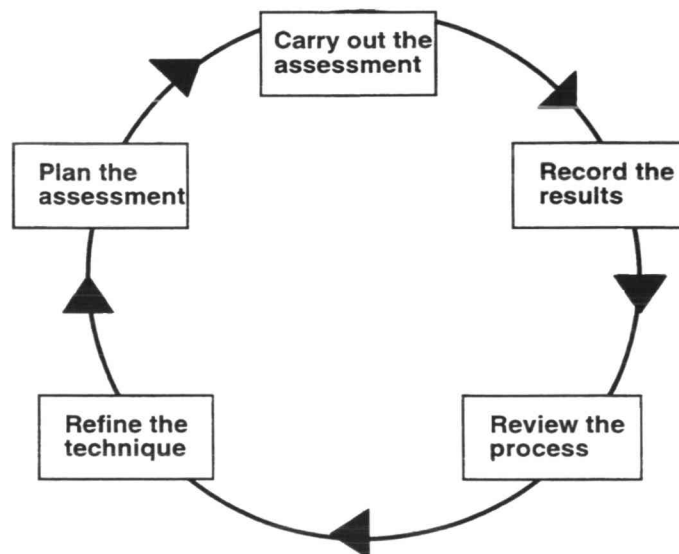 Carry out the
assessment
Plan the
assessment
Record the
results
Refine the
technique
Review the
process